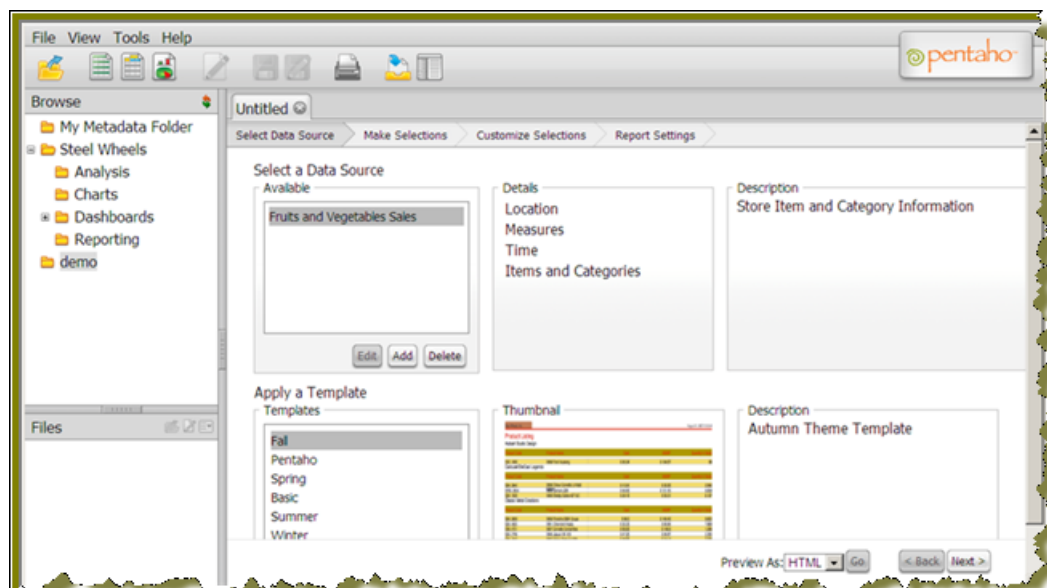 File View Tools Help
pentaho
Browse
My Metadata Folder
Steel Wheels
Analysis
Charts
Dashboards
Reporting
demo
Files
Untitled
Select Data Source Make Selections Customize Selections Report Settings
Select a Data Source
Available
Fruits and Vegetables Sales
Edit Add Delete
Details
Location
Measures
Time
Items and Categories
Description
Store Item and Category Information
Apply a Template
Templates
Fall
Pentaho
Spring
Basic
Summer
Winter
Thumbnail
Product Listing
Description
Autumn Theme Template
Preview As: HTML Go < Back Next >